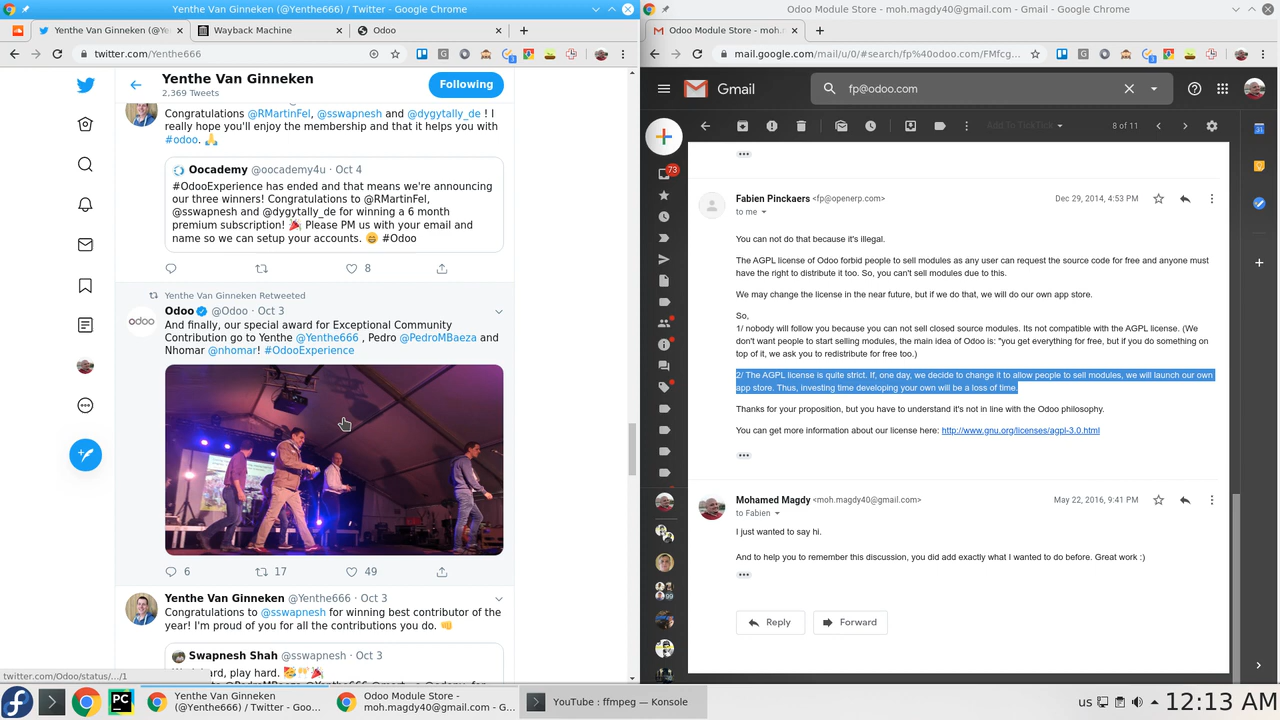 Yenthe Van Ginneken (@Yenthe666) / Twitter - Google Chrome
Yenthe Van Ginneken (@Ye
Wayback Machine
Odoo
twitter.com/Yenthe666
Yenthe Van Ginneken
2,369 Tweets
Following
Congratulations @RMartinFel, @sswapnesh and @dygytally_de ! I
really hope you'll enjoy the membership and that it helps you with
#odoo. 🙏
Oocademy @oocademy4u · Oct 4
#OdooExperience has ended and that means we're announcing
our three winners! Congratulations to @RMartinFel,
@sswapnesh and @dygytally_de for winning a 6 month
premium subscription! 🎉 Please PM us with your email and
name so we can setup your accounts. 😄 #Odoo
8
Yenthe Van Ginneken Retweeted
Odoo @Odoo · Oct 3
odoo
And finally, our special award for Exceptional Community
Contribution go to Yenthe @Yenthe666 , Pedro @PedroMBaeza and
Nhomar @nhomar! #OdooExperience
6 17 49
Yenthe Van Ginneken @Yenthe666 · Oct 3
Congratulations to @sswapnesh for winning best contributor of the
year! I'm proud of you for all the contributions you do. 👊
Swapnesh Shah @sswapnesh · Oct 3
ard, play hard.
twitter.com/Odoo/status/.../1
Odoo Module Store - moh.magdy40@gmail.com - Gmail - Google Chrome
Odoo Module Store - moh.
mail.google.com/mail/u/0/#search/fp%40odoo.com/FMfcg...
Gmail
fp@odoo.com
Add To TickTick
8 of 11
73
99
Fabien Pinckaers <fp@openerp.com>
Dec 29, 2014, 4:53 PM
to me
You can not do that because it's illegal.
The AGPL license of Odoo forbid people to sell modules as any user can request the source code for free and anyone must
have the right to distribute it too. So, you can't sell modules due to this.
We may change the license in the near future, but if we do that, we will do our own app store.
So,
1/ nobody will follow you because you can not sell closed source modules. Its not compatible with the AGPL license. (We
don't want people to start selling modules, the main idea of Odoo is: "you get everything for free, but if you do something on
top of it, we ask you to redistribute for free too.)
2/ The AGPL license is quite strict. If, one day, we decide to change it to allow people to sell modules, we will launch our own
app store. Thus, investing time developing your own will be a loss of time.
Thanks for your proposition, but you have to understand it's not in line with the Odoo philosophy.
You can get more information about our license here: http://www.gnu.org/licenses/agpl-3.0.html
Mohamed Magdy <moh.magdy40@gmail.com>
May 22, 2016, 9:41 PM
to Fabien
I just wanted to say hi.
And to help you to remember this discussion, you did add exactly what I wanted to do before. Great work :)
Reply
Forward
Yenthe Van Ginneken
(@Yenthe666) / Twitter - Goo...
Odoo Module Store -
moh.magdy40@gmail.com - G...
YouTube : ffmpeg — Konsole
us
12:13 AM